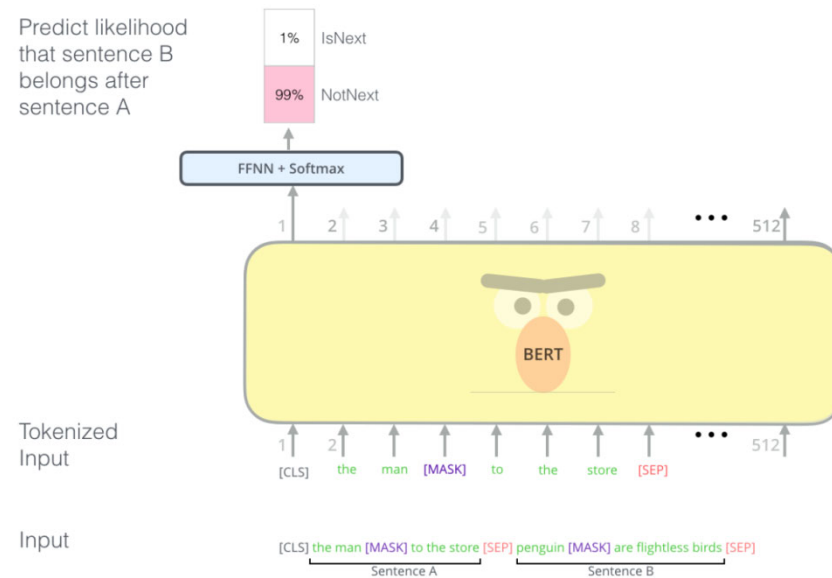 Predict likelihood
that sentence B
belongs after
sentence A
1% IsNext
99% NotNext
FFNN + Softmax
1 2 3 4 5 6 7 8 ••• 512
BERT
Tokenized
Input
1 2 ••• 512
[CLS] the man [MASK] to the store [SEP]
Input
[CLS] the man [MASK] to the store [SEP] penguin [MASK] are flightless birds [SEP]
Sentence A Sentence B